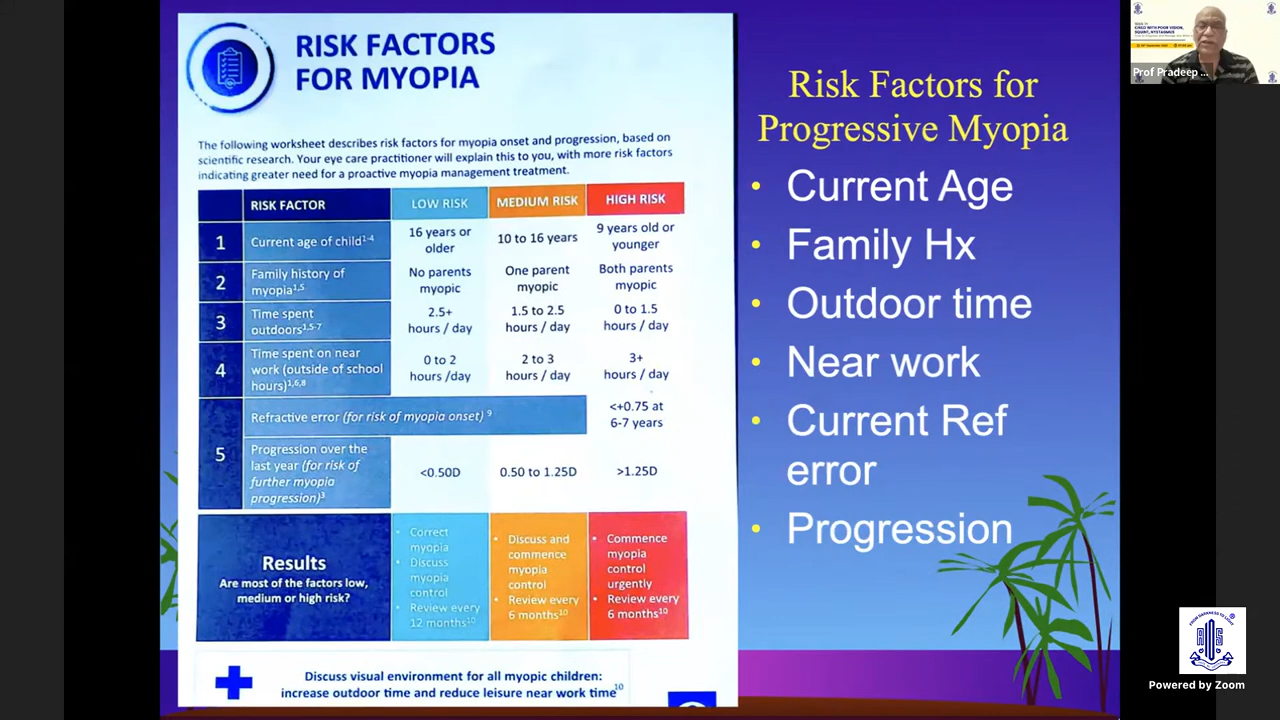 RISK FACTORS
FOR MYOPIA
The following worksheet describes risk factors for myopia onset and progression, based on
scientific research. Your eye care practitioner will explain this to you, with more risk factors
indicating greater need for a proactive myopia management treatment.
RISK FACTOR LOW RISK MEDIUM RISK HIGH RISK
1 Current age of child1-4 16 years or older 10 to 16 years 9 years old or younger
2 Family history of myopia1,5 No parents myopic One parent myopic Both parents myopic
3 Time spent outdoors1,5-7 2.5+ hours / day 1.5 to 2.5 hours / day 0 to 1.5 hours / day
4 Time spent on near work (outside of school hours)1,6,8 0 to 2 hours /day 2 to 3 hours / day 3+ hours / day
5 Refractive error (for risk of myopia onset) 9 <+0.75 at 6-7 years
Progression over the last year (for risk of further myopia progression)3 <0.50D 0.50 to 1.25D >1.25D
Results
Are most of the factors low,
medium or high risk?
• Correct
myopia
• Discuss
myopia
control
• Review every
12 months10
• Discuss and
commence
myopia
control
• Review every
6 months10
• Commence
myopia
control
urgently
• Review every
6 months10
Discuss visual environment for all myopic children:
increase outdoor time and reduce leisure near work time10
Risk Factors for
Progressive Myopia
• Current Age
• Family Hx
• Outdoor time
• Near work
• Current Ref
error
• Progression
CHILD WITH POOR VISION,
SQUINT, NYSTAGMUS
Prof Pradeep ...
Powered by Zoom